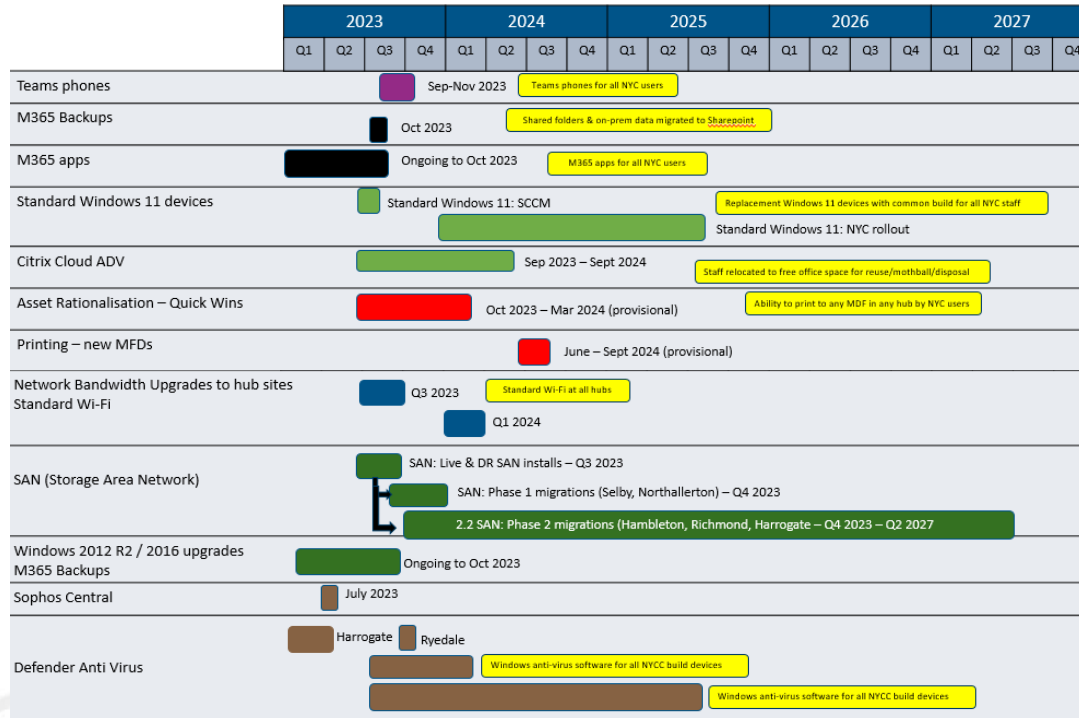 2023 2024 2025 2026 2027
Q1 Q2 Q3 Q4 Q1 Q2 Q3 Q4 Q1 Q2 Q3 Q4 Q1 Q2 Q3 Q4 Q1 Q2 Q3 Q4
Teams phones
Sep-Nov 2023
Teams phones for all NYC users
M365 Backups
Oct 2023
Shared folders & on-prem data migrated to Sharepoint
M365 apps
Ongoing to Oct 2023
M365 apps for all NYC users
Standard Windows 11 devices
Standard Windows 11: SCCM
Replacement Windows 11 devices with common build for all NYC staff
Standard Windows 11: NYC rollout
Citrix Cloud ADV
Sep 2023 – Sept 2024
Staff relocated to free office space for reuse/mothball/disposal
Asset Rationalisation – Quick Wins
Oct 2023 – Mar 2024 (provisional)
Ability to print to any MDF in any hub by NYC users
Printing – new MFDs
June – Sept 2024 (provisional)
Network Bandwidth Upgrades to hub sites
Standard Wi-Fi
Q3 2023
Standard Wi-Fi at all hubs
Q1 2024
SAN (Storage Area Network)
SAN: Live & DR SAN installs – Q3 2023
SAN: Phase 1 migrations (Selby, Northallerton) – Q4 2023
2.2 SAN: Phase 2 migrations (Hambleton, Richmond, Harrogate – Q4 2023 – Q2 2027
Windows 2012 R2 / 2016 upgrades
M365 Backups
Ongoing to Oct 2023
Sophos Central
July 2023
Defender Anti Virus
Harrogate
Ryedale
Windows anti-virus software for all NYCC build devices
Windows anti-virus software for all NYCC build devices